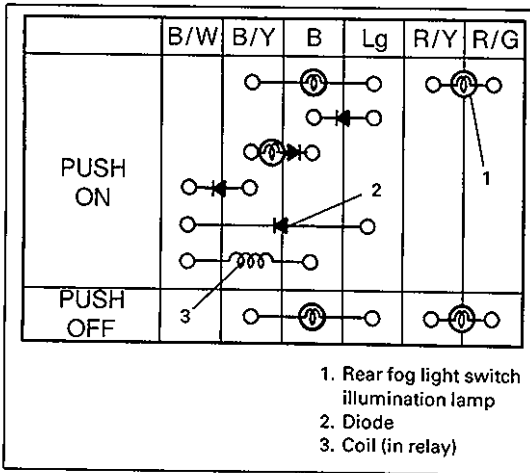 B/W B/Y B Lg R/Y R/G
1
PUSH
ON
2
3
PUSH
OFF
1. Rear fog light switch
illumination lamp
2. Diode
3. Coil (in relay)